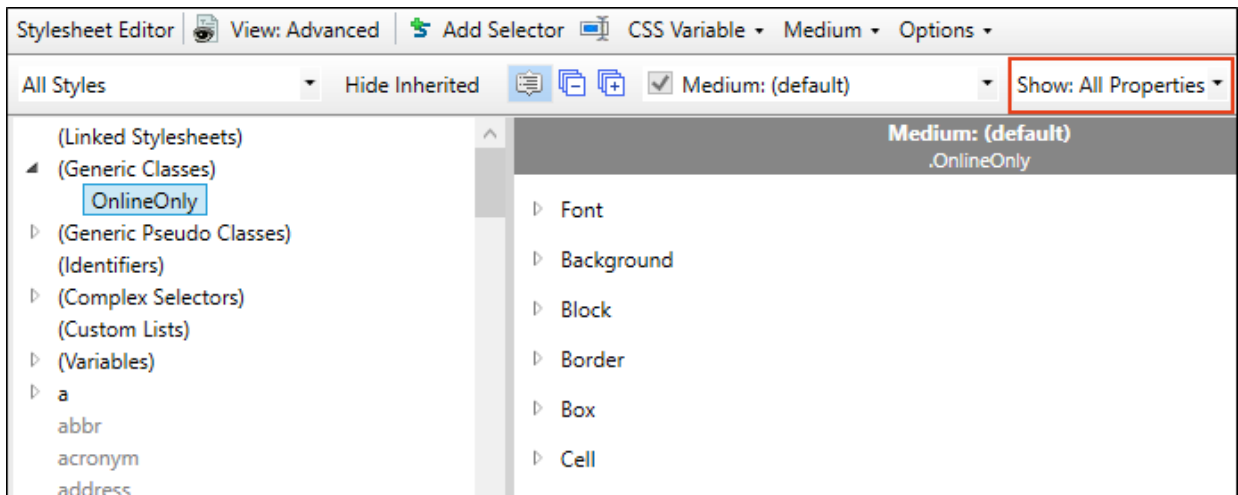 Stylesheet Editor View: Advanced Add Selector CSS Variable Medium Options
All Styles Hide Inherited Medium: (default) Show: All Properties
(Linked Stylesheets)
(Generic Classes)
OnlineOnly
(Generic Pseudo Classes)
(Identifiers)
(Complex Selectors)
(Custom Lists)
(Variables)
a
abbr
acronym
address
Medium: (default)
.OnlineOnly
Font
Background
Block
Border
Box
Cell